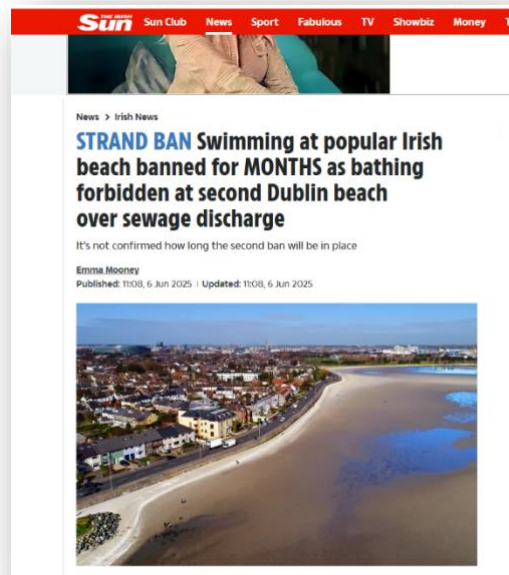 THE IRISH
Sun Sun Club News Sport Fabulous TV Showbiz Money
News > Irish News
STRAND BAN Swimming at popular Irish
beach banned for MONTHS as bathing
forbidden at second Dublin beach
over sewage discharge
It's not confirmed how long the second ban will be in place
Emma Mooney
Published: 11:08, 6 Jun 2025 | Updated: 11:08, 6 Jun 2025